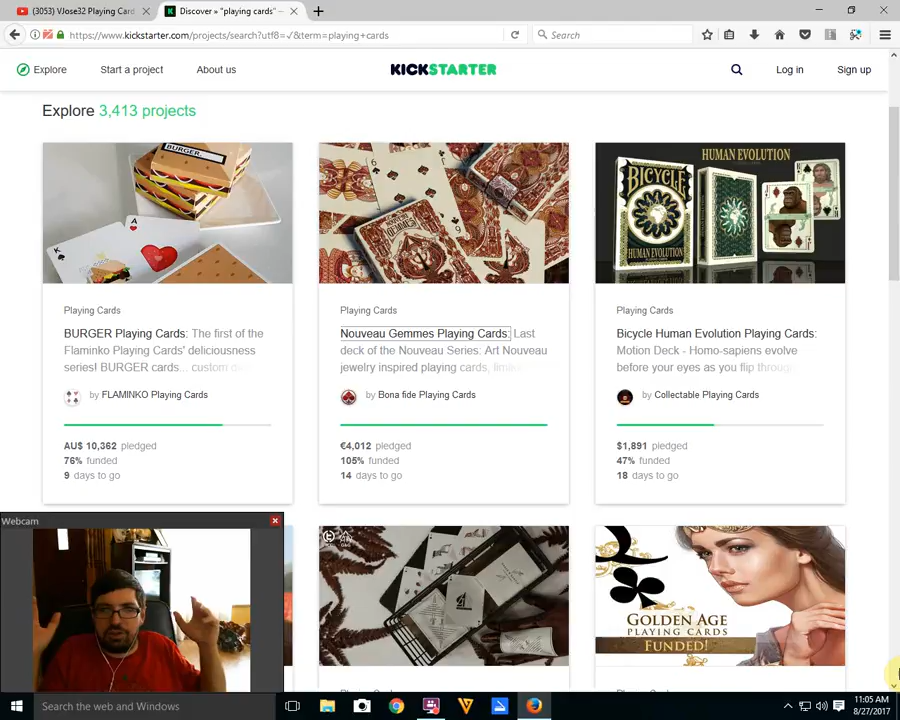 (3053) VJose32 Playing Card
Discover » "playing cards" —
https://www.kickstarter.com/projects/search?utf8=✓&term=playing+cards
Search
Explore
Start a project
About us
KICKSTARTER
Log in
Sign up
Explore 3,413 projects
BURGER.
K
A
HUMAN EVOLUTION
BICYCLE
HUMAN EVOLUTION
Playing Cards
BURGER Playing Cards: The first of the
Flaminko Playing Cards' deliciousness
series! BURGER cards... custom
by FLAMINKO Playing Cards
AU$ 10,362 pledged
76% funded
9 days to go
Playing Cards
Nouveau Gemmes Playing Cards: Last
deck of the Nouveau Series: Art Nouveau
jewelry inspired playing cards,
by Bona fide Playing Cards
€4,012 pledged
105% funded
14 days to go
Playing Cards
Bicycle Human Evolution Playing Cards:
Motion Deck - Homo-sapiens evolve
before your eyes as you flip
by Collectable Playing Cards
$1,891 pledged
47% funded
18 days to go
Webcam
GOLDEN AGE
PLAYING CARDS
FUNDED!
Search the web and Windows
11:05 AM
8/27/2017